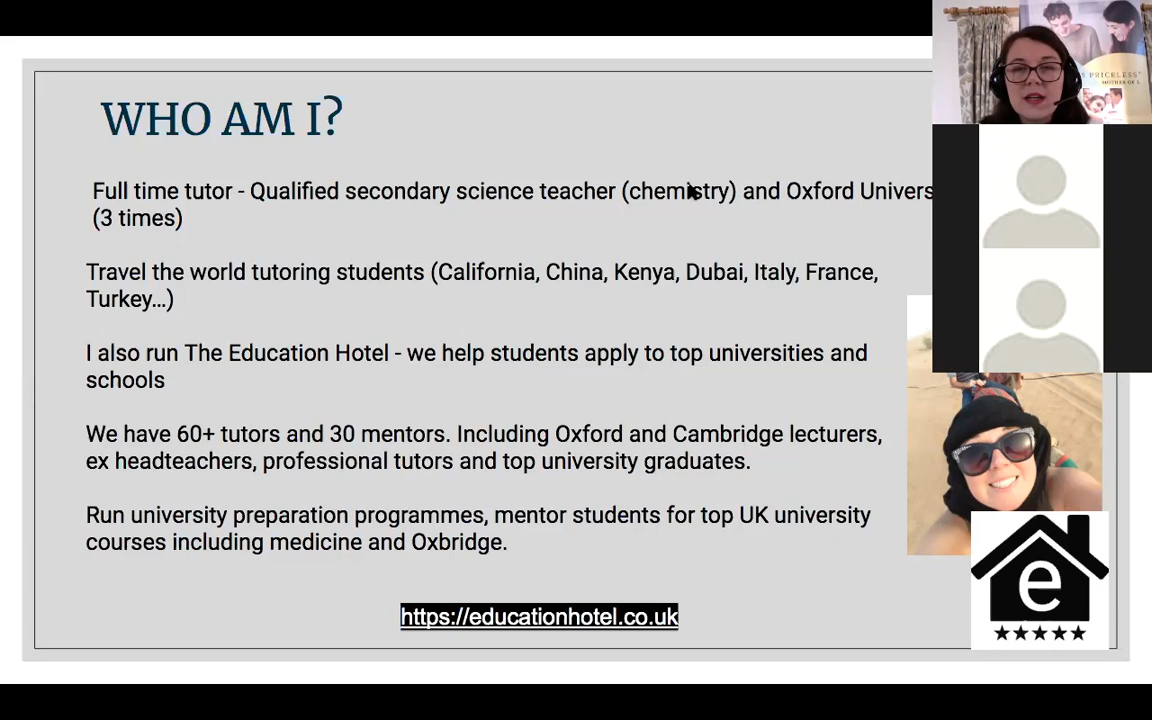 WHO AM I?
Full time tutor - Qualified secondary science teacher (chemistry) and Oxford
(3 times)
Travel the world tutoring students (California, China, Kenya, Dubai, Italy, France,
Turkey...)
I also run The Education Hotel - we help students apply to top universities and
schools
We have 60+ tutors and 30 mentors. Including Oxford and Cambridge lecturers,
ex headteachers, professional tutors and top university graduates.
Run university preparation programmes, mentor students for top UK university
courses including medicine and Oxbridge.
https://educationhotel.co.uk
PRICELESS"
e